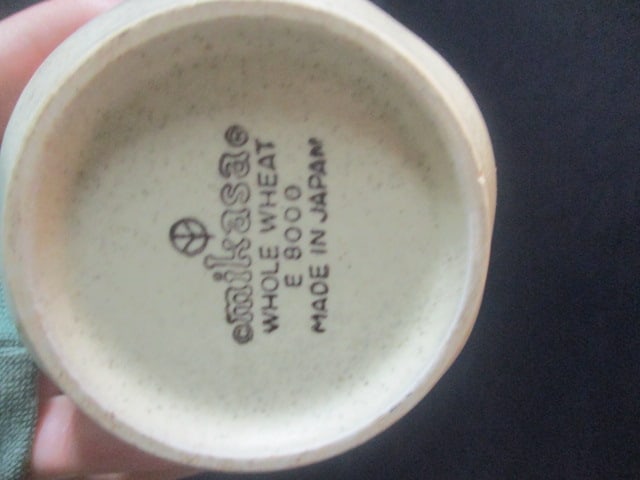 ©mikasa®
WHOLE WHEAT
E 8000
MADE IN JAPAN